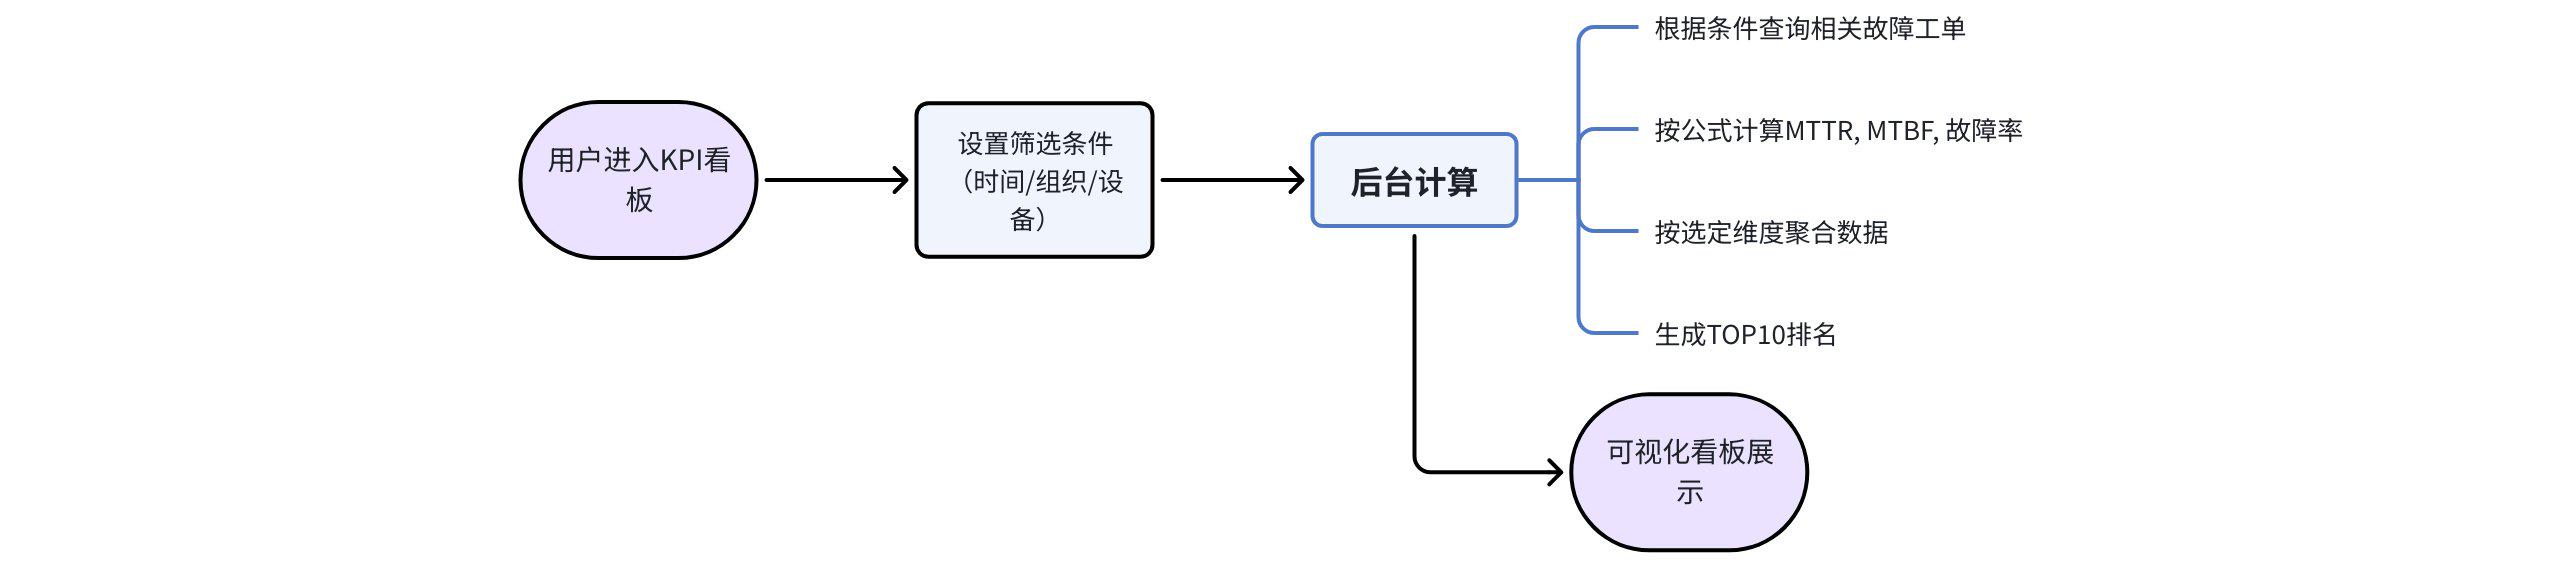 用户进入KPI看
板
设置筛选条件
（时间/组织/设
备）
后台计算
根据条件查询相关故障工单
按公式计算MTTR, MTBF, 故障率
按选定维度聚合数据
生成TOP10排名
可视化看板展
示